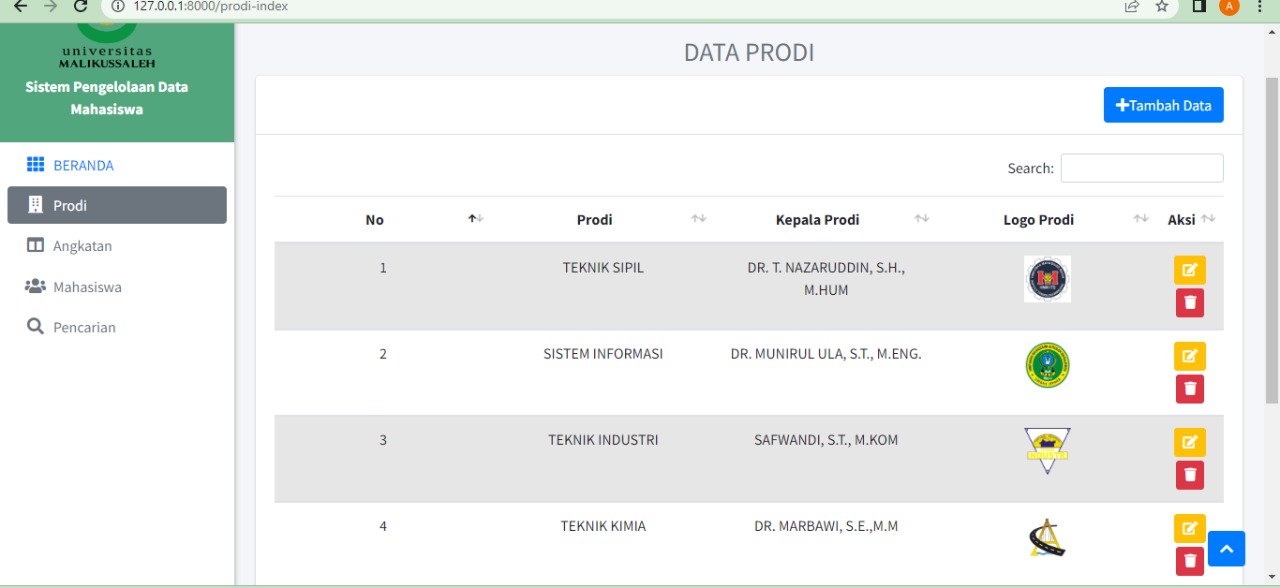 127.0.0.1:8000/prodi-index
A
universitas
MALIKUSSALEH
Sistem Pengelolaan Data
Mahasiswa
BERANDA
Prodi
Angkatan
Mahasiswa
Pencarian
DATA PRODI
Tambah Data
Search:
No Prodi Kepala Prodi Logo Prodi Aksi
1 TEKNIK SIPIL DR. T. NAZARUDDIN, S.H.,
M.HUM
2 SISTEM INFORMASI DR. MUNIRUL ULA, S.T., M.ENG.
3 TEKNIK INDUSTRI SAFWANDI, S.T., M.KOM
4 TEKNIK KIMIA DR. MARBAWI, S.E.,M.M